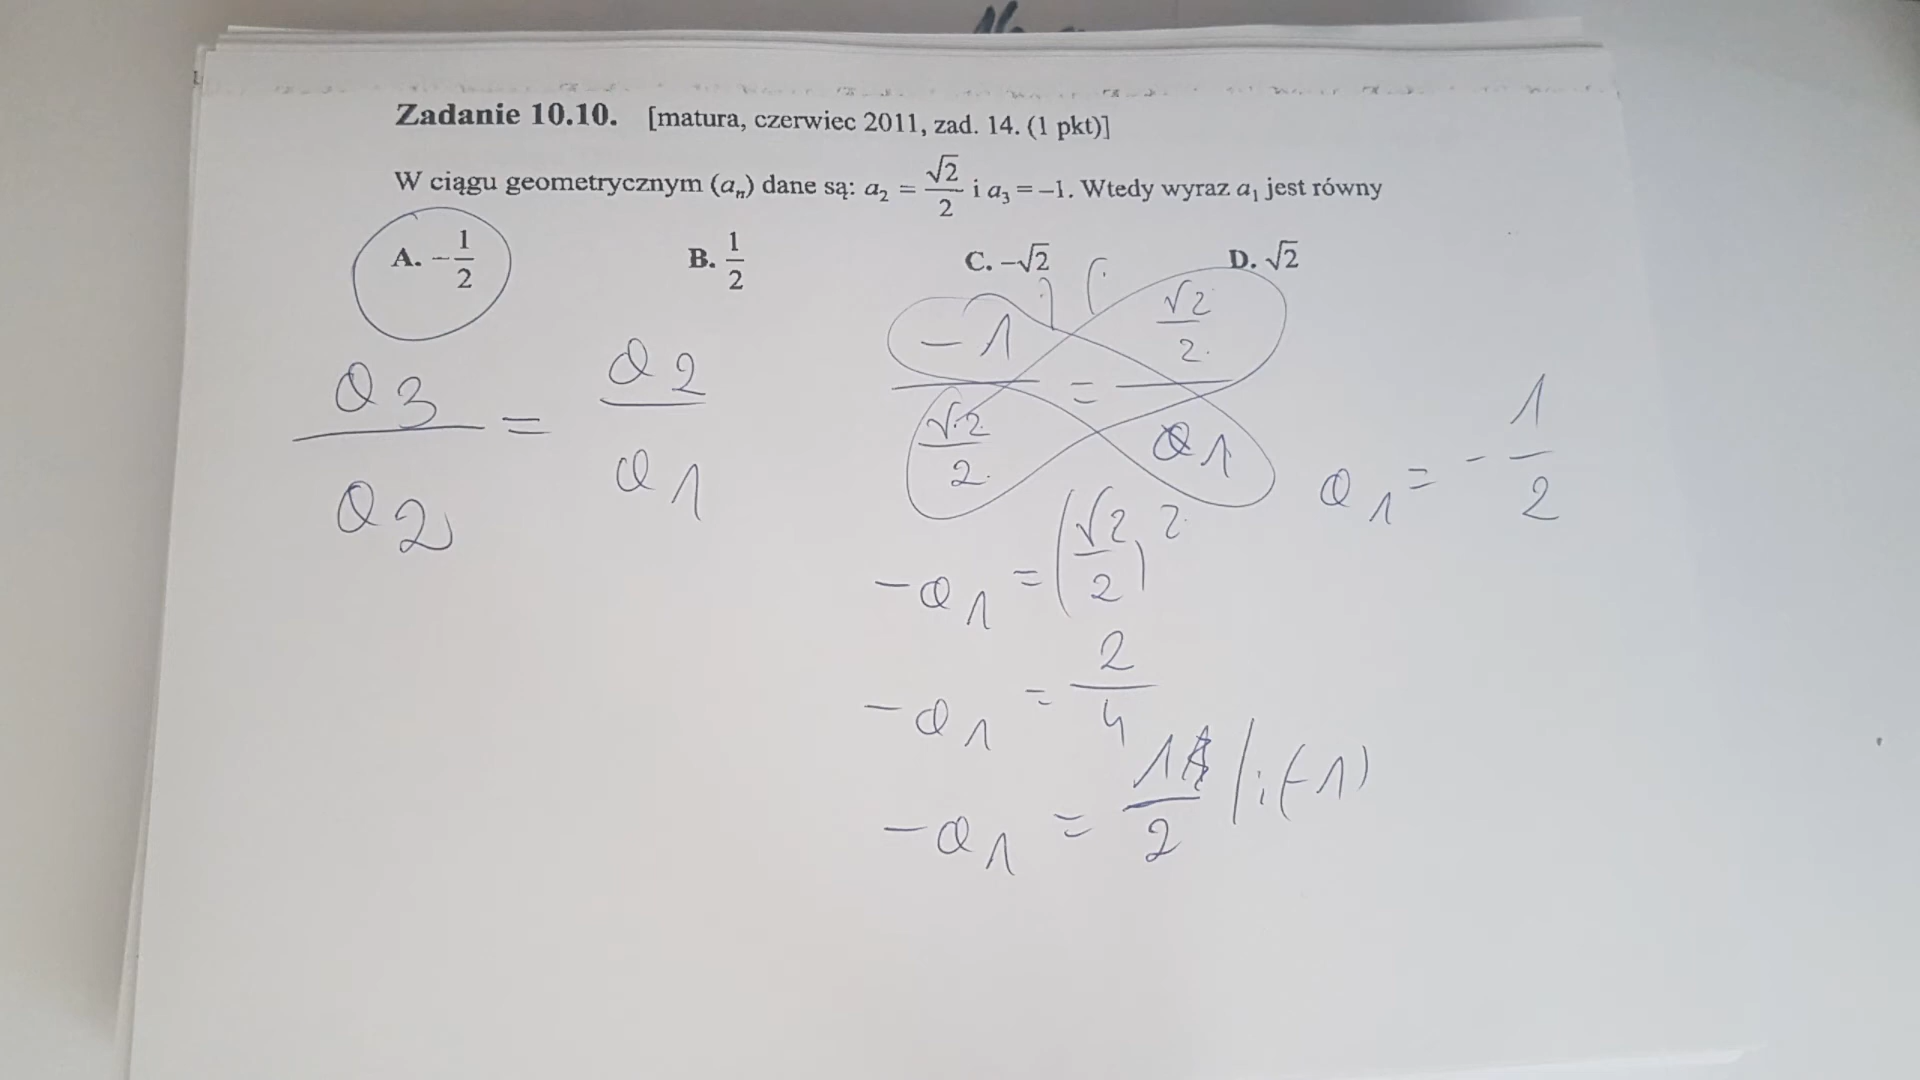 Zadanie 10.10. [matura, czerwiec 2011, zad. 14. (1 pkt)]
W ciągu geometrycznym (aₙ) dane są: a₂ = √2/2 i a₃ = –1. Wtedy wyraz a₁ jest równy
A. –1/2 B. 1/2 C. –√2 D. √2
a3/a2 = a2/a1
–1/(√2/2) = (√2/2)/a1
–a1 = (√2/2)²
–a1 = 2/4
–a1 = 1/2 /:(–1)
a1 = –1/2